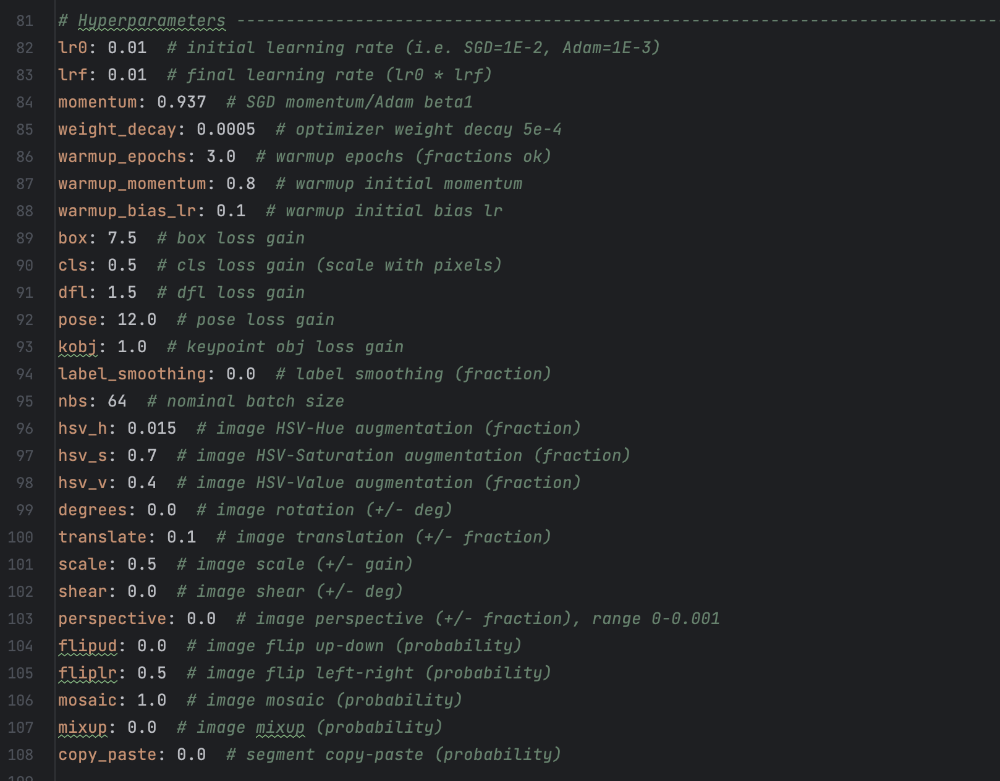 81 # Hyperparameters ------------------------------------------------------------------------------
82 lr0: 0.01  # initial learning rate (i.e. SGD=1E-2, Adam=1E-3)
83 lrf: 0.01  # final learning rate (lr0 * lrf)
84 momentum: 0.937  # SGD momentum/Adam beta1
85 weight_decay: 0.0005  # optimizer weight decay 5e-4
86 warmup_epochs: 3.0  # warmup epochs (fractions ok)
87 warmup_momentum: 0.8  # warmup initial momentum
88 warmup_bias_lr: 0.1  # warmup initial bias lr
89 box: 7.5  # box loss gain
90 cls: 0.5  # cls loss gain (scale with pixels)
91 dfl: 1.5  # dfl loss gain
92 pose: 12.0  # pose loss gain
93 kobj: 1.0  # keypoint obj loss gain
94 label_smoothing: 0.0  # label smoothing (fraction)
95 nbs: 64  # nominal batch size
96 hsv_h: 0.015  # image HSV-Hue augmentation (fraction)
97 hsv_s: 0.7  # image HSV-Saturation augmentation (fraction)
98 hsv_v: 0.4  # image HSV-Value augmentation (fraction)
99 degrees: 0.0  # image rotation (+/- deg)
100 translate: 0.1  # image translation (+/- fraction)
101 scale: 0.5  # image scale (+/- gain)
102 shear: 0.0  # image shear (+/- deg)
103 perspective: 0.0  # image perspective (+/- fraction), range 0-0.001
104 flipud: 0.0  # image flip up-down (probability)
105 fliplr: 0.5  # image flip left-right (probability)
106 mosaic: 1.0  # image mosaic (probability)
107 mixup: 0.0  # image mixup (probability)
108 copy_paste: 0.0  # segment copy-paste (probability)